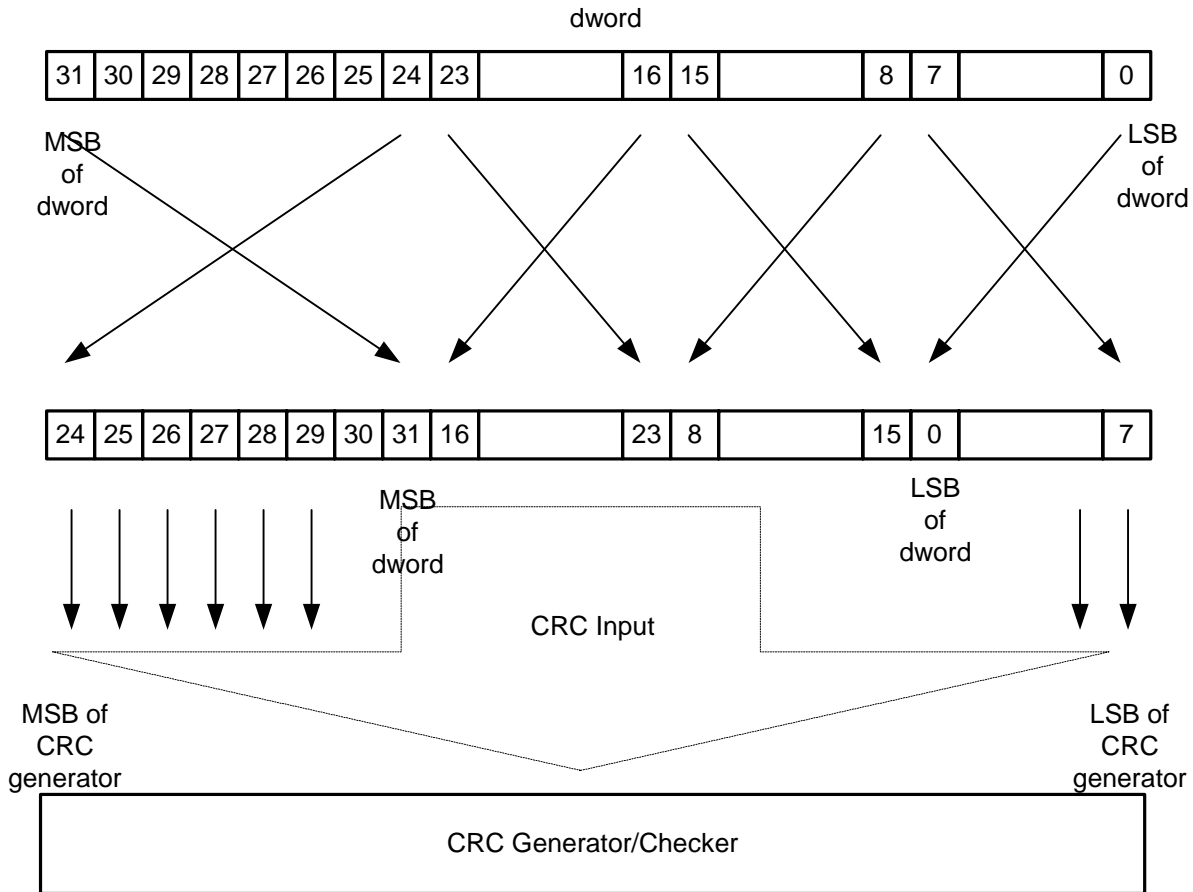 dword
31 30 29 28 27 26 25 24 23 16 15 8 7 0
MSB
of
dword
LSB
of
dword
24 25 26 27 28 29 30 31 16 23 8 15 0 7
MSB
of
dword
LSB
of
dword
CRC Input
MSB of
CRC
generator
LSB of
CRC
generator
CRC Generator/Checker